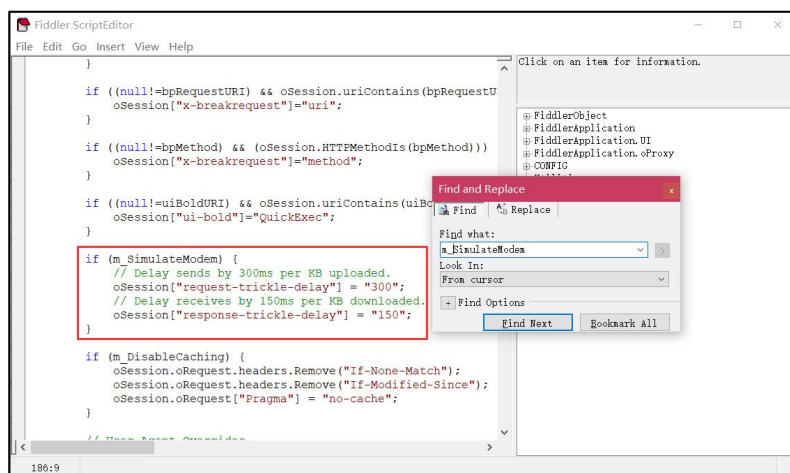 Fiddler ScriptEditor
File Edit Go Insert View Help
}
if ((null!=bpRequestURI) && oSession.uriContains(bpRequestU
oSession["x-breakrequest"]="uri";
}
if ((null!=bpMethod) && (oSession.HTTPMethodIs(bpMethod)))
oSession["x-breakrequest"]="method";
}
if ((null!=uiBoldURI) && oSession.uriContains(uiBo
oSession["ui-bold"]="QuickExec";
}
if (m_SimulateModem) {
// Delay sends by 300ms per KB uploaded.
oSession["request-trickle-delay"] = "300";
// Delay receives by 150ms per KB downloaded.
oSession["response-trickle-delay"] = "150";
}
if (m_DisableCaching) {
oSession.oRequest.headers.Remove("If-None-Match");
oSession.oRequest.headers.Remove("If-Modified-Since");
oSession.oRequest["Pragma"] = "no-cache";
}
186:9
Click on an item for information.
FiddlerObject
FiddlerApplication
FiddlerApplication.UI
FiddlerApplication.oProxy
CONFIG
Find and Replace
Find
Replace
Find what:
m_SimulateModem
Look In:
From cursor
+ Find Options
Find Next
Bookmark All